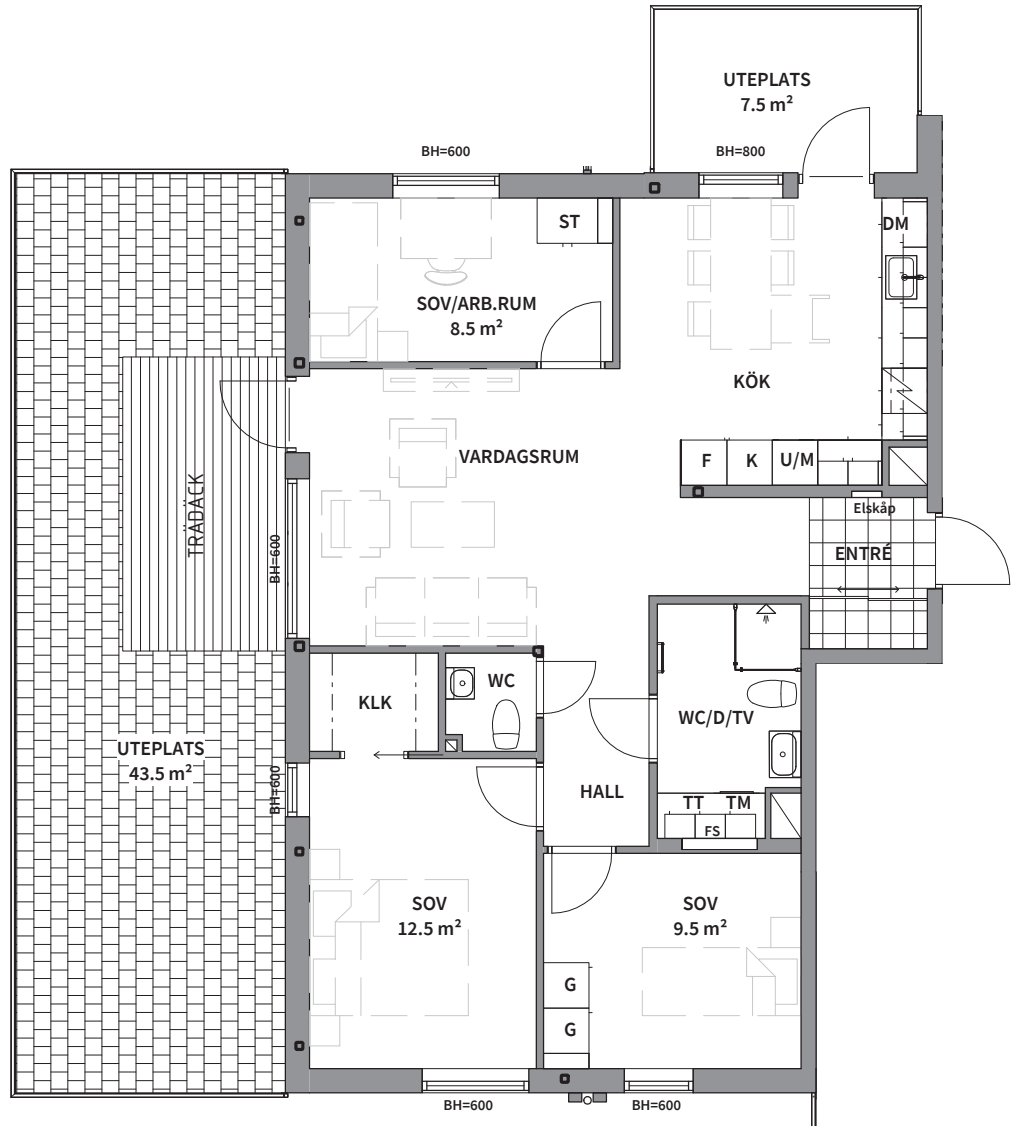 UTEPLATS
7.5 m²
BH=600
BH=800
ST
DM
SOV/ARB.RUM
8.5 m²
KÖK
VARDAGSRUM
F
K
U/M
TRÄDÄCK
Elskåp
BH=600
ENTRÉ
WC
KLK
WC/D/TV
UTEPLATS
43.5 m²
BH=600
HALL
TT
TM
FS
SOV
12.5 m²
SOV
9.5 m²
G
G
BH=600
BH=600